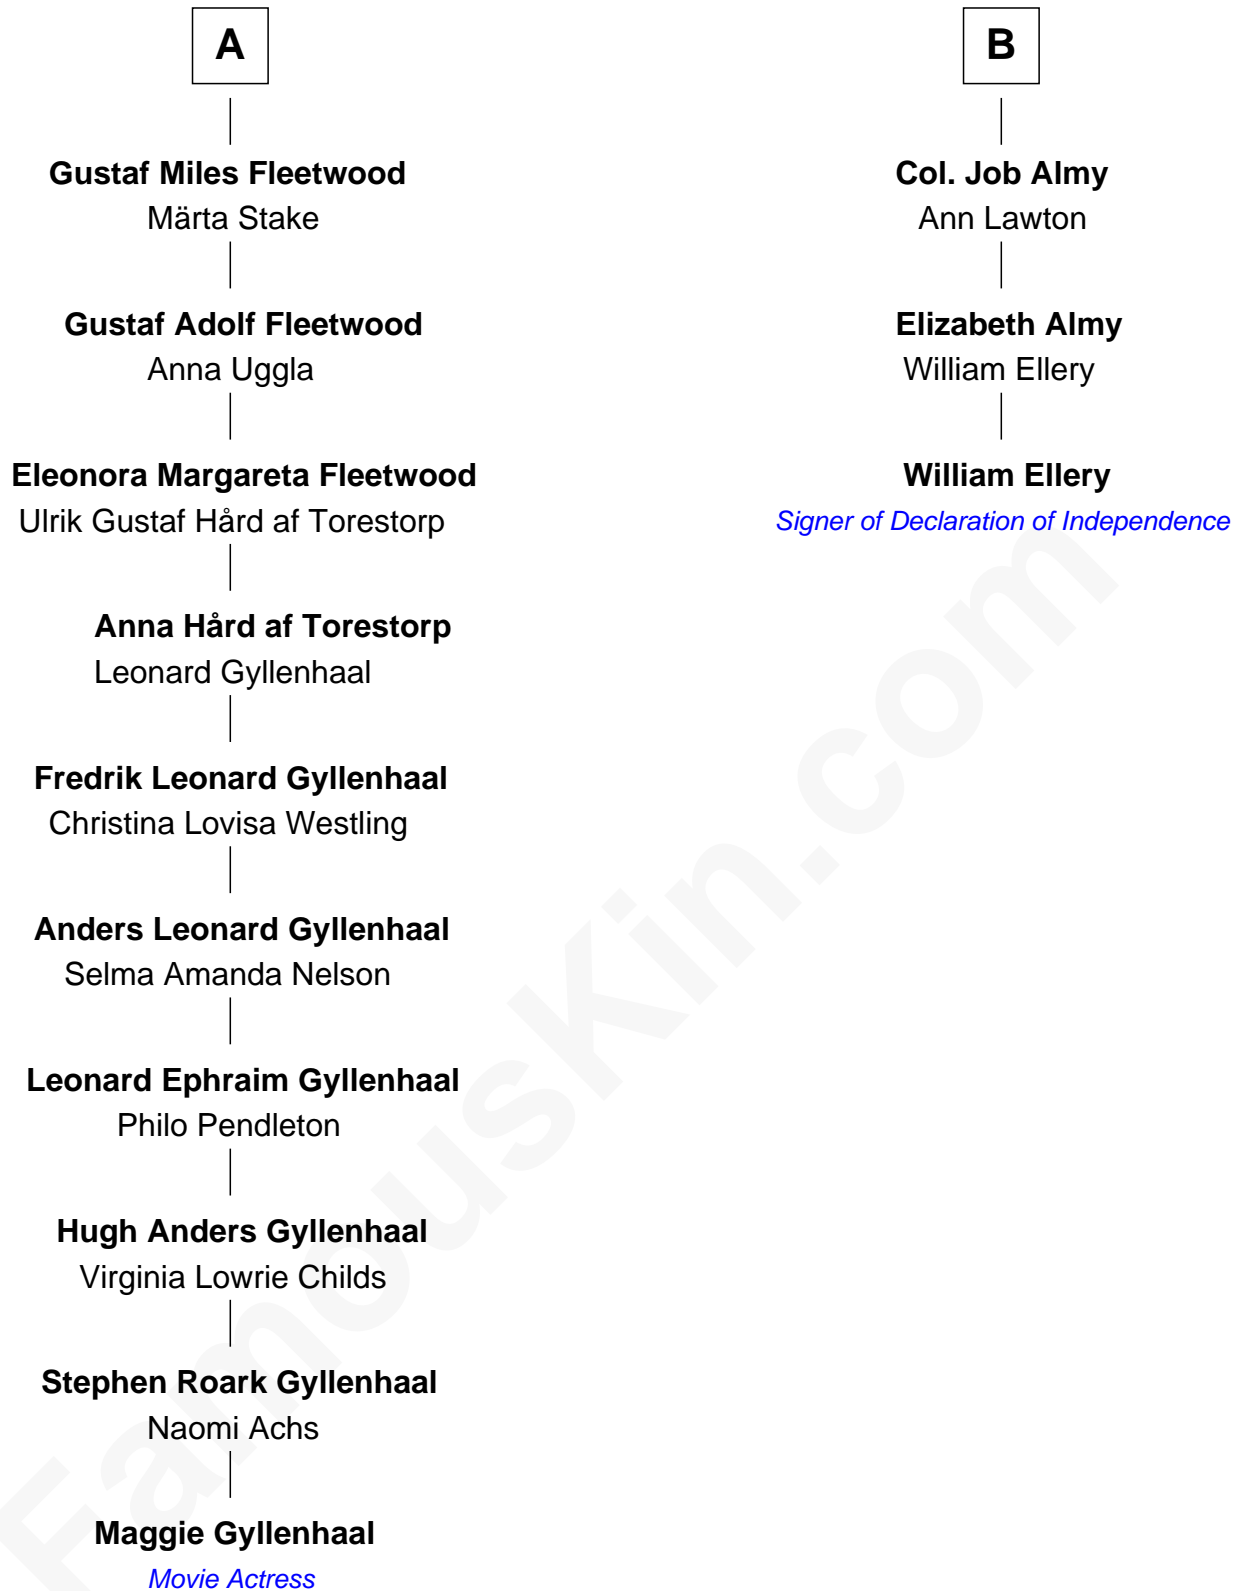 A
Gustaf Miles Fleetwood
Märta Stake
Gustaf Adolf Fleetwood
Anna Uggla
Eleonora Margareta Fleetwood
Ulrik Gustaf Hård af Torestorp
Anna Hård af Torestorp
Leonard Gyllenhaal
Fredrik Leonard Gyllenhaal
Christina Lovisa Westling
Anders Leonard Gyllenhaal
Selma Amanda Nelson
Leonard Ephraim Gyllenhaal
Philo Pendleton
Hugh Anders Gyllenhaal
Virginia Lowrie Childs
Stephen Roark Gyllenhaal
Naomi Achs
Maggie Gyllenhaal
Movie Actress
B
Col. Job Almy
Ann Lawton
Elizabeth Almy
William Ellery
William Ellery
Signer of Declaration of Independence
FamousKin.com